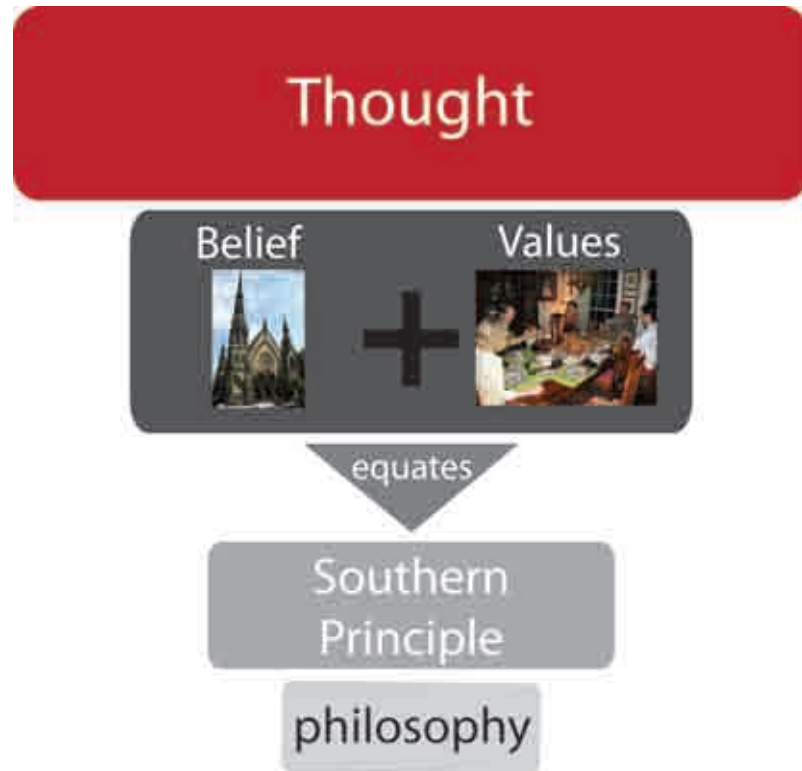 Thought
Belief
Values
+
equates
Southern
Principle
philosophy